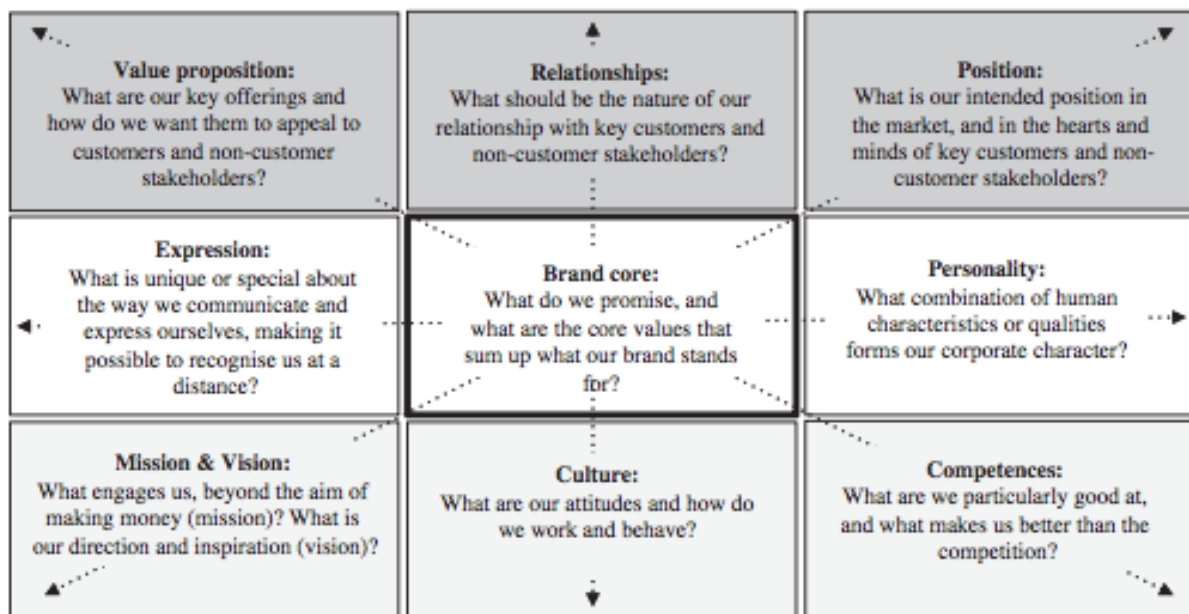 Value proposition:
What are our key offerings and
how do we want them to appeal to
customers and non-customer
stakeholders?
Relationships:
What should be the nature of our
relationship with key customers and
non-customer stakeholders?
Position:
What is our intended position in
the market, and in the hearts and
minds of key customers and non-
customer stakeholders?
Expression:
What is unique or special about
the way we communicate and
express ourselves, making it
possible to recognise us at a
distance?
Brand core:
What do we promise, and
what are the core values that
sum up what our brand stands
for?
Personality:
What combination of human
characteristics or qualities
forms our corporate character?
Mission & Vision:
What engages us, beyond the aim of
making money (mission)? What is
our direction and inspiration (vision)?
Culture:
What are our attitudes and how do
we work and behave?
Competences:
What are we particularly good at,
and what makes us better than the
competition?